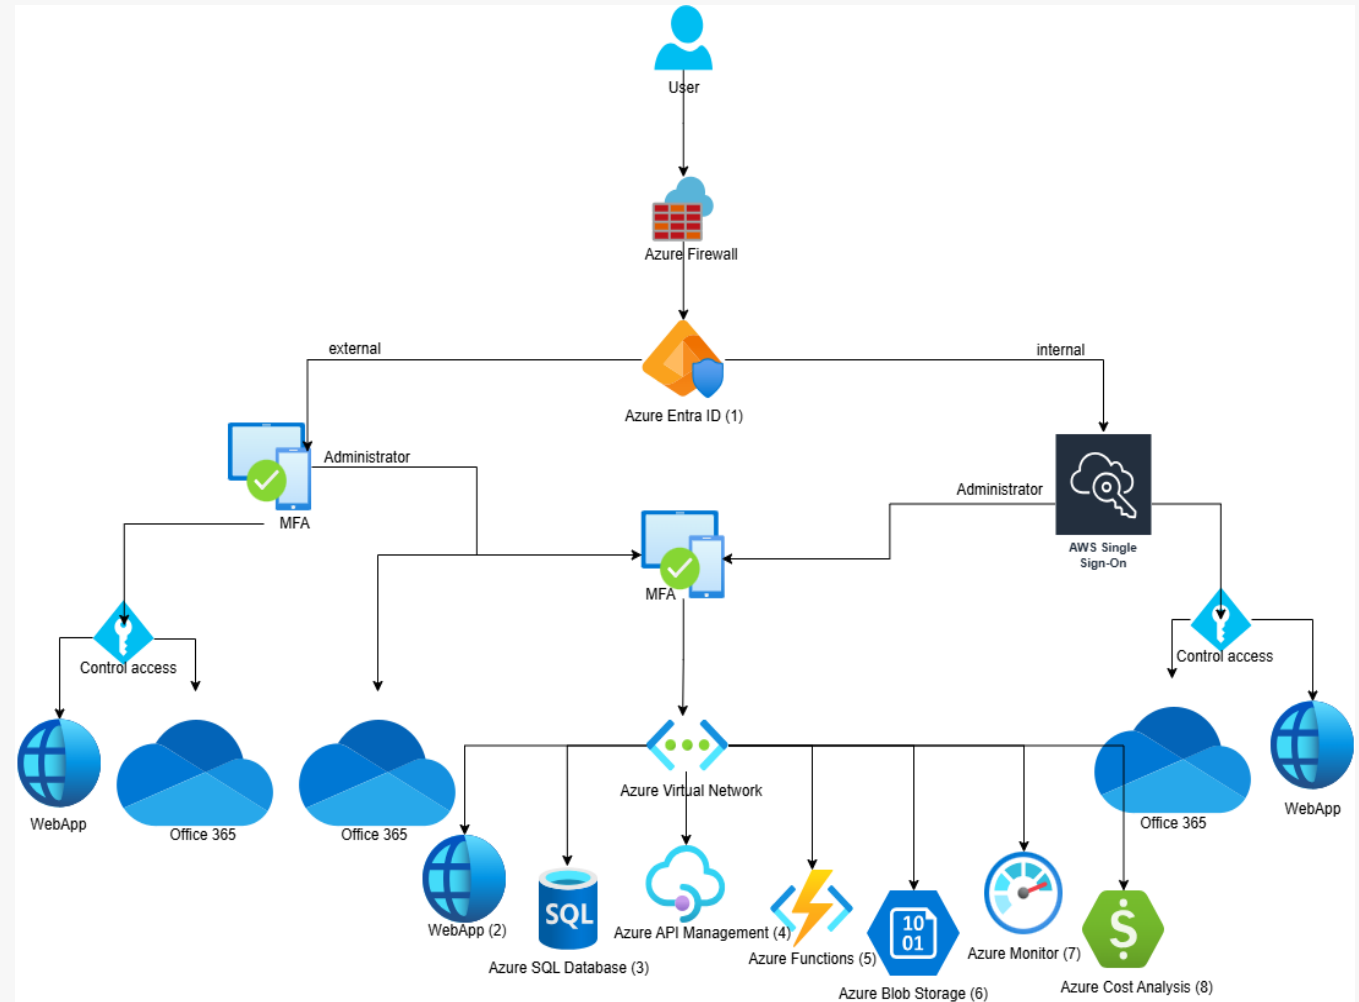 User
Azure Firewall
external
internal
Azure Entra ID (1)
Administrator
MFA
Administrator
AWS Single
Sign-On
MFA
Control access
Control access
WebApp
Office 365
Office 365
Azure Virtual Network
Office 365
WebApp
WebApp (2)
SQL
Azure SQL Database (3)
Azure API Management (4)
Azure Functions (5)
10
01
Azure Blob Storage (6)
Azure Monitor (7)
$
Azure Cost Analysis (8)